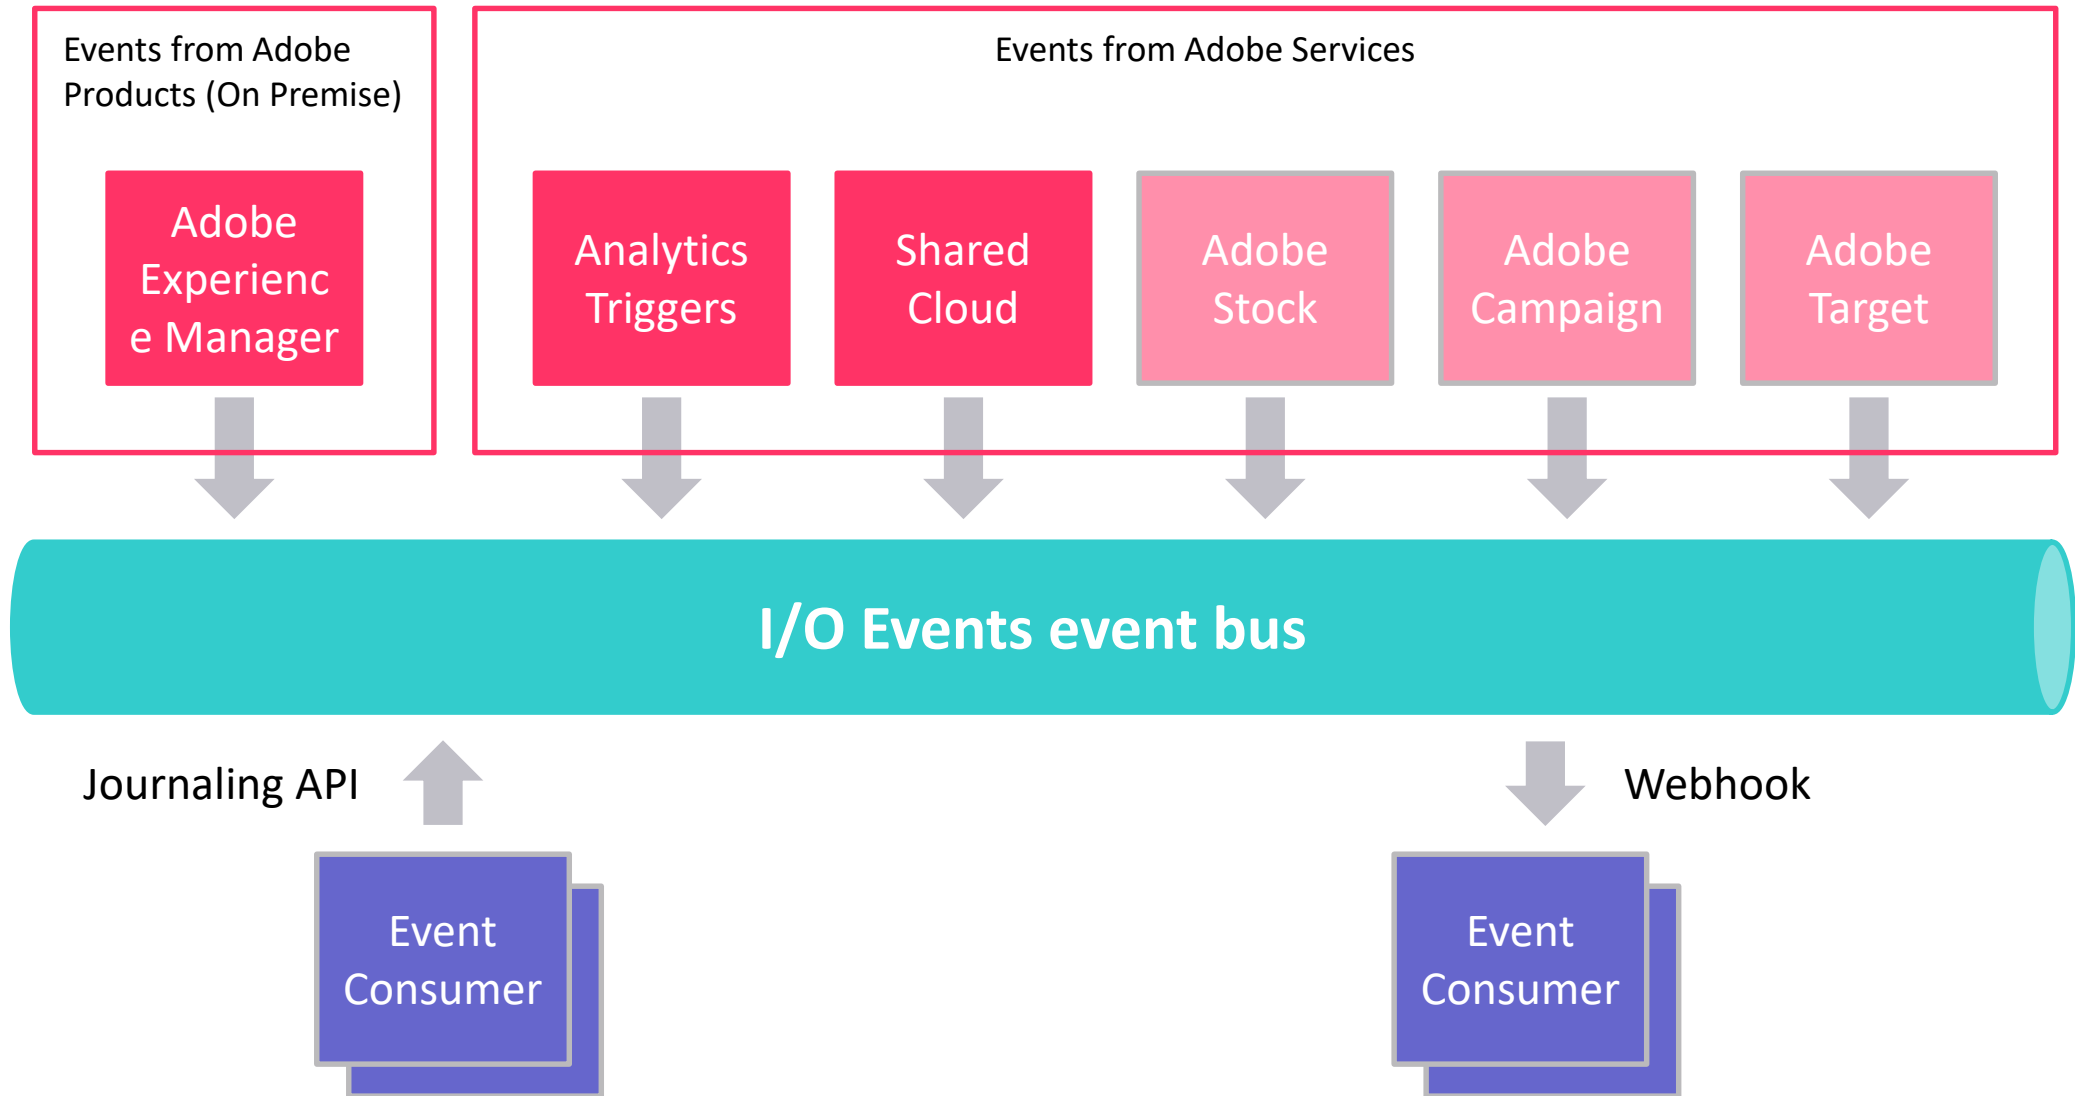 Events from Adobe
Products (On Premise)
Events from Adobe Services
Adobe
Experienc
e Manager
Analytics
Triggers
Shared
Cloud
Adobe
Stock
Adobe
Campaign
Adobe
Target
I/O Events event bus
Journaling API
Webhook
Event
Consumer
Event
Consumer